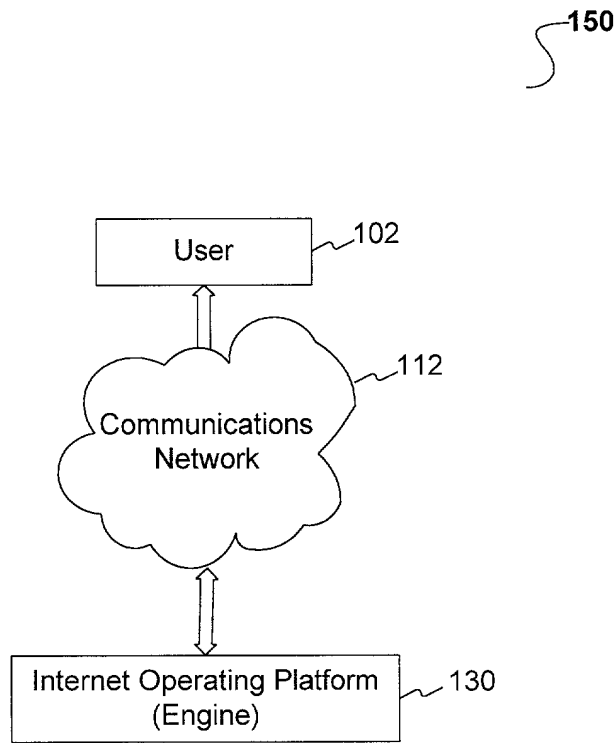 150
User
102
112
Communications
Network
Internet Operating Platform
(Engine)
130